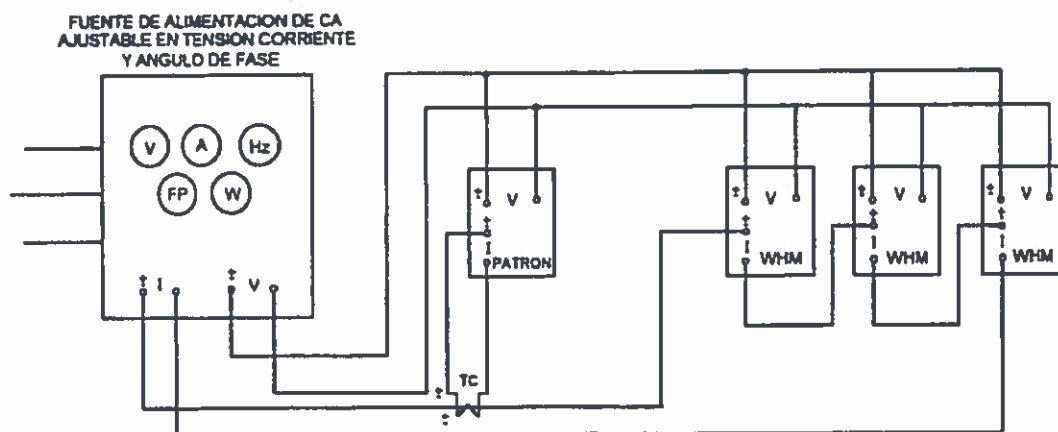 FUENTE DE ALIMENTACION DE CA
AJUSTABLE EN TENSION CORRIENTE
Y ANGULO DE FASE
V A Hz
FP W
± I ± V
± V
±
I
PATRON
± V
±
I
WHM
± V
±
I
WHM
± V
±
I
WHM
TC
±
±